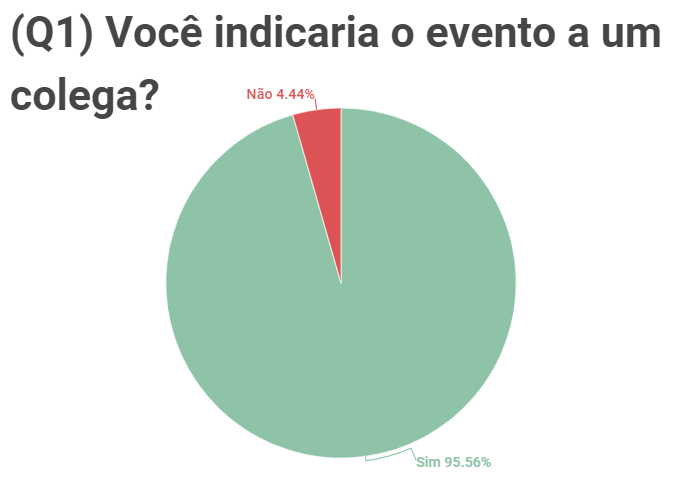 (Q1) Você indicaria o evento a um
colega?
Não 4.44%
Sim 95.56%